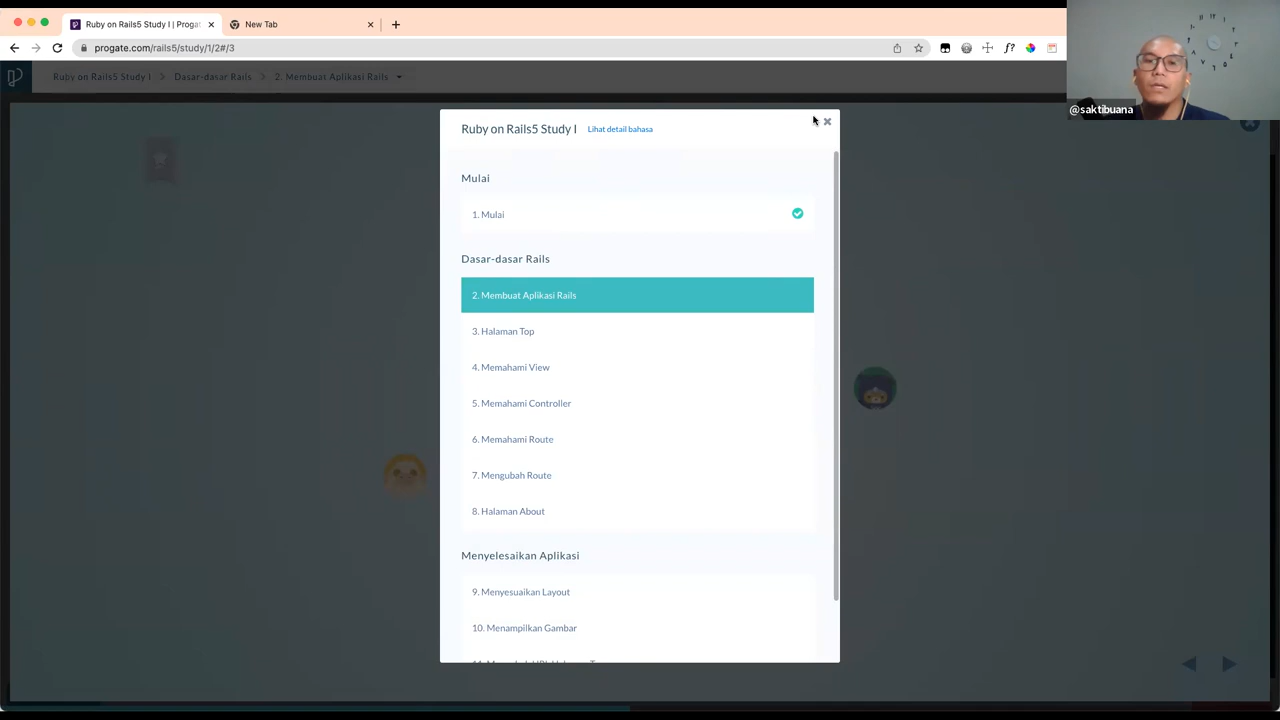 Ruby on Rails5 Study I | Progat
New Tab
progate.com/rails5/study/1/2#/3
Ruby on Rails5 Study I
Dasar-dasar Rails
2. Membuat Aplikasi Rails
@saktibuana
Ruby on Rails5 Study I
Lihat detail bahasa
Mulai
1. Mulai
Dasar-dasar Rails
2. Membuat Aplikasi Rails
3. Halaman Top
4. Memahami View
5. Memahami Controller
6. Memahami Route
7. Mengubah Route
8. Halaman About
Menyelesaikan Aplikasi
9. Menyesuaikan Layout
10. Menampilkan Gambar